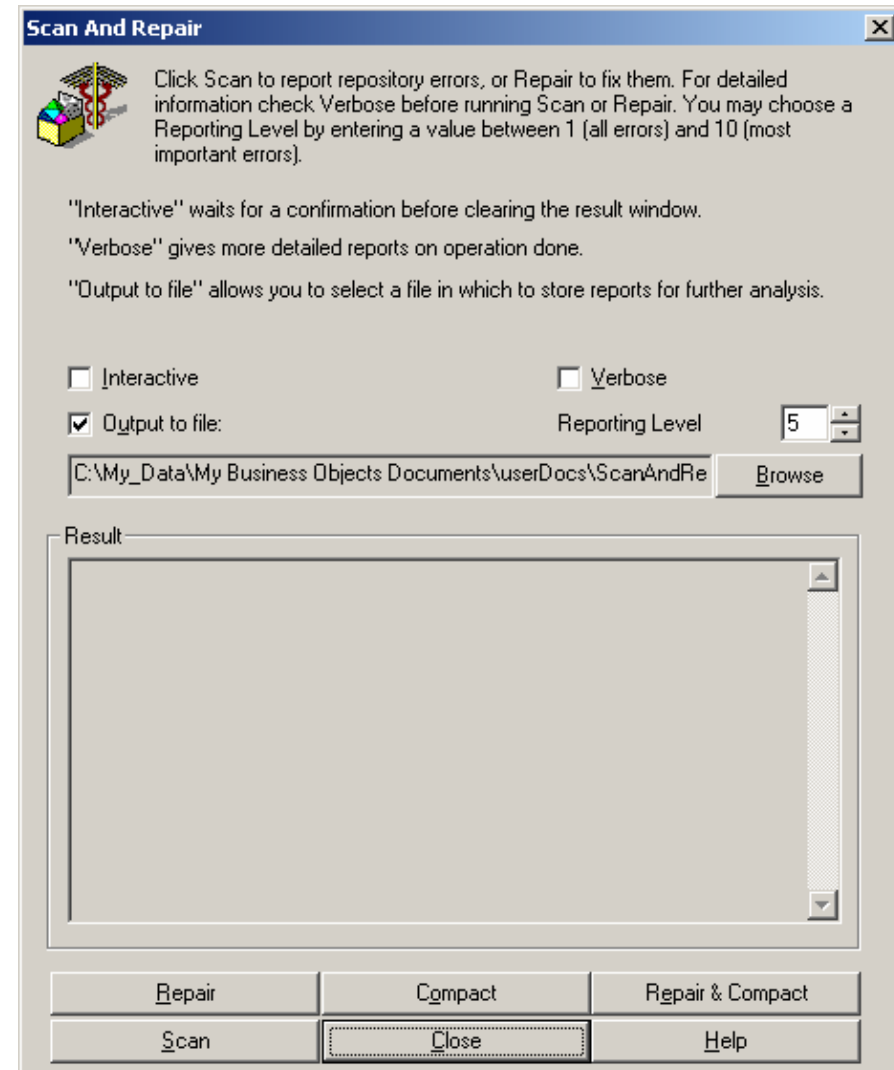 Scan And Repair
Click Scan to report repository errors, or Repair to fix them. For detailed
information check Verbose before running Scan or Repair. You may choose a
Reporting Level by entering a value between 1 (all errors) and 10 (most
important errors).
"Interactive" waits for a confirmation before clearing the result window.
"Verbose" gives more detailed reports on operation done.
"Output to file" allows you to select a file in which to store reports for further analysis.
Interactive
Verbose
Output to file:
Reporting Level
5
C:\My_Data\My Business Objects Documents\userDocs\ScanAndRe
Browse
Result
Repair
Compact
Repair & Compact
Scan
Close
Help